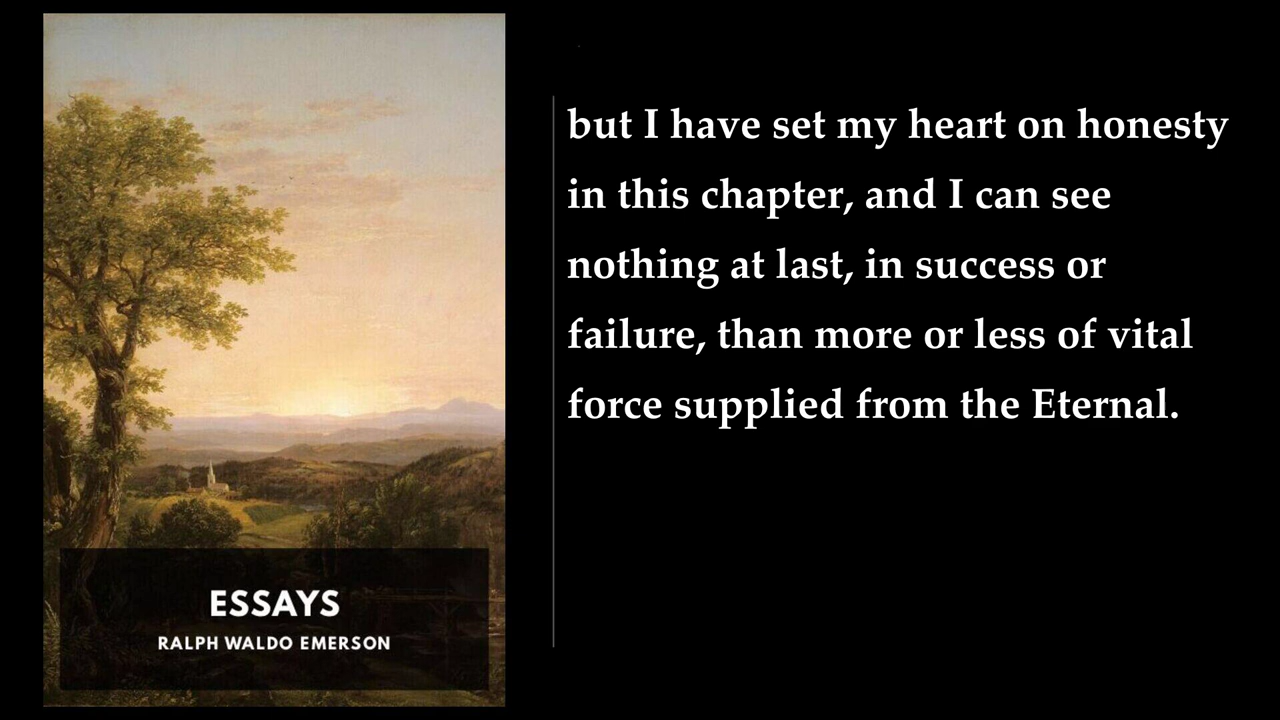 ESSAYS
RALPH WALDO EMERSON
but I have set my heart on honesty
in this chapter, and I can see
nothing at last, in success or
failure, than more or less of vital
force supplied from the Eternal.